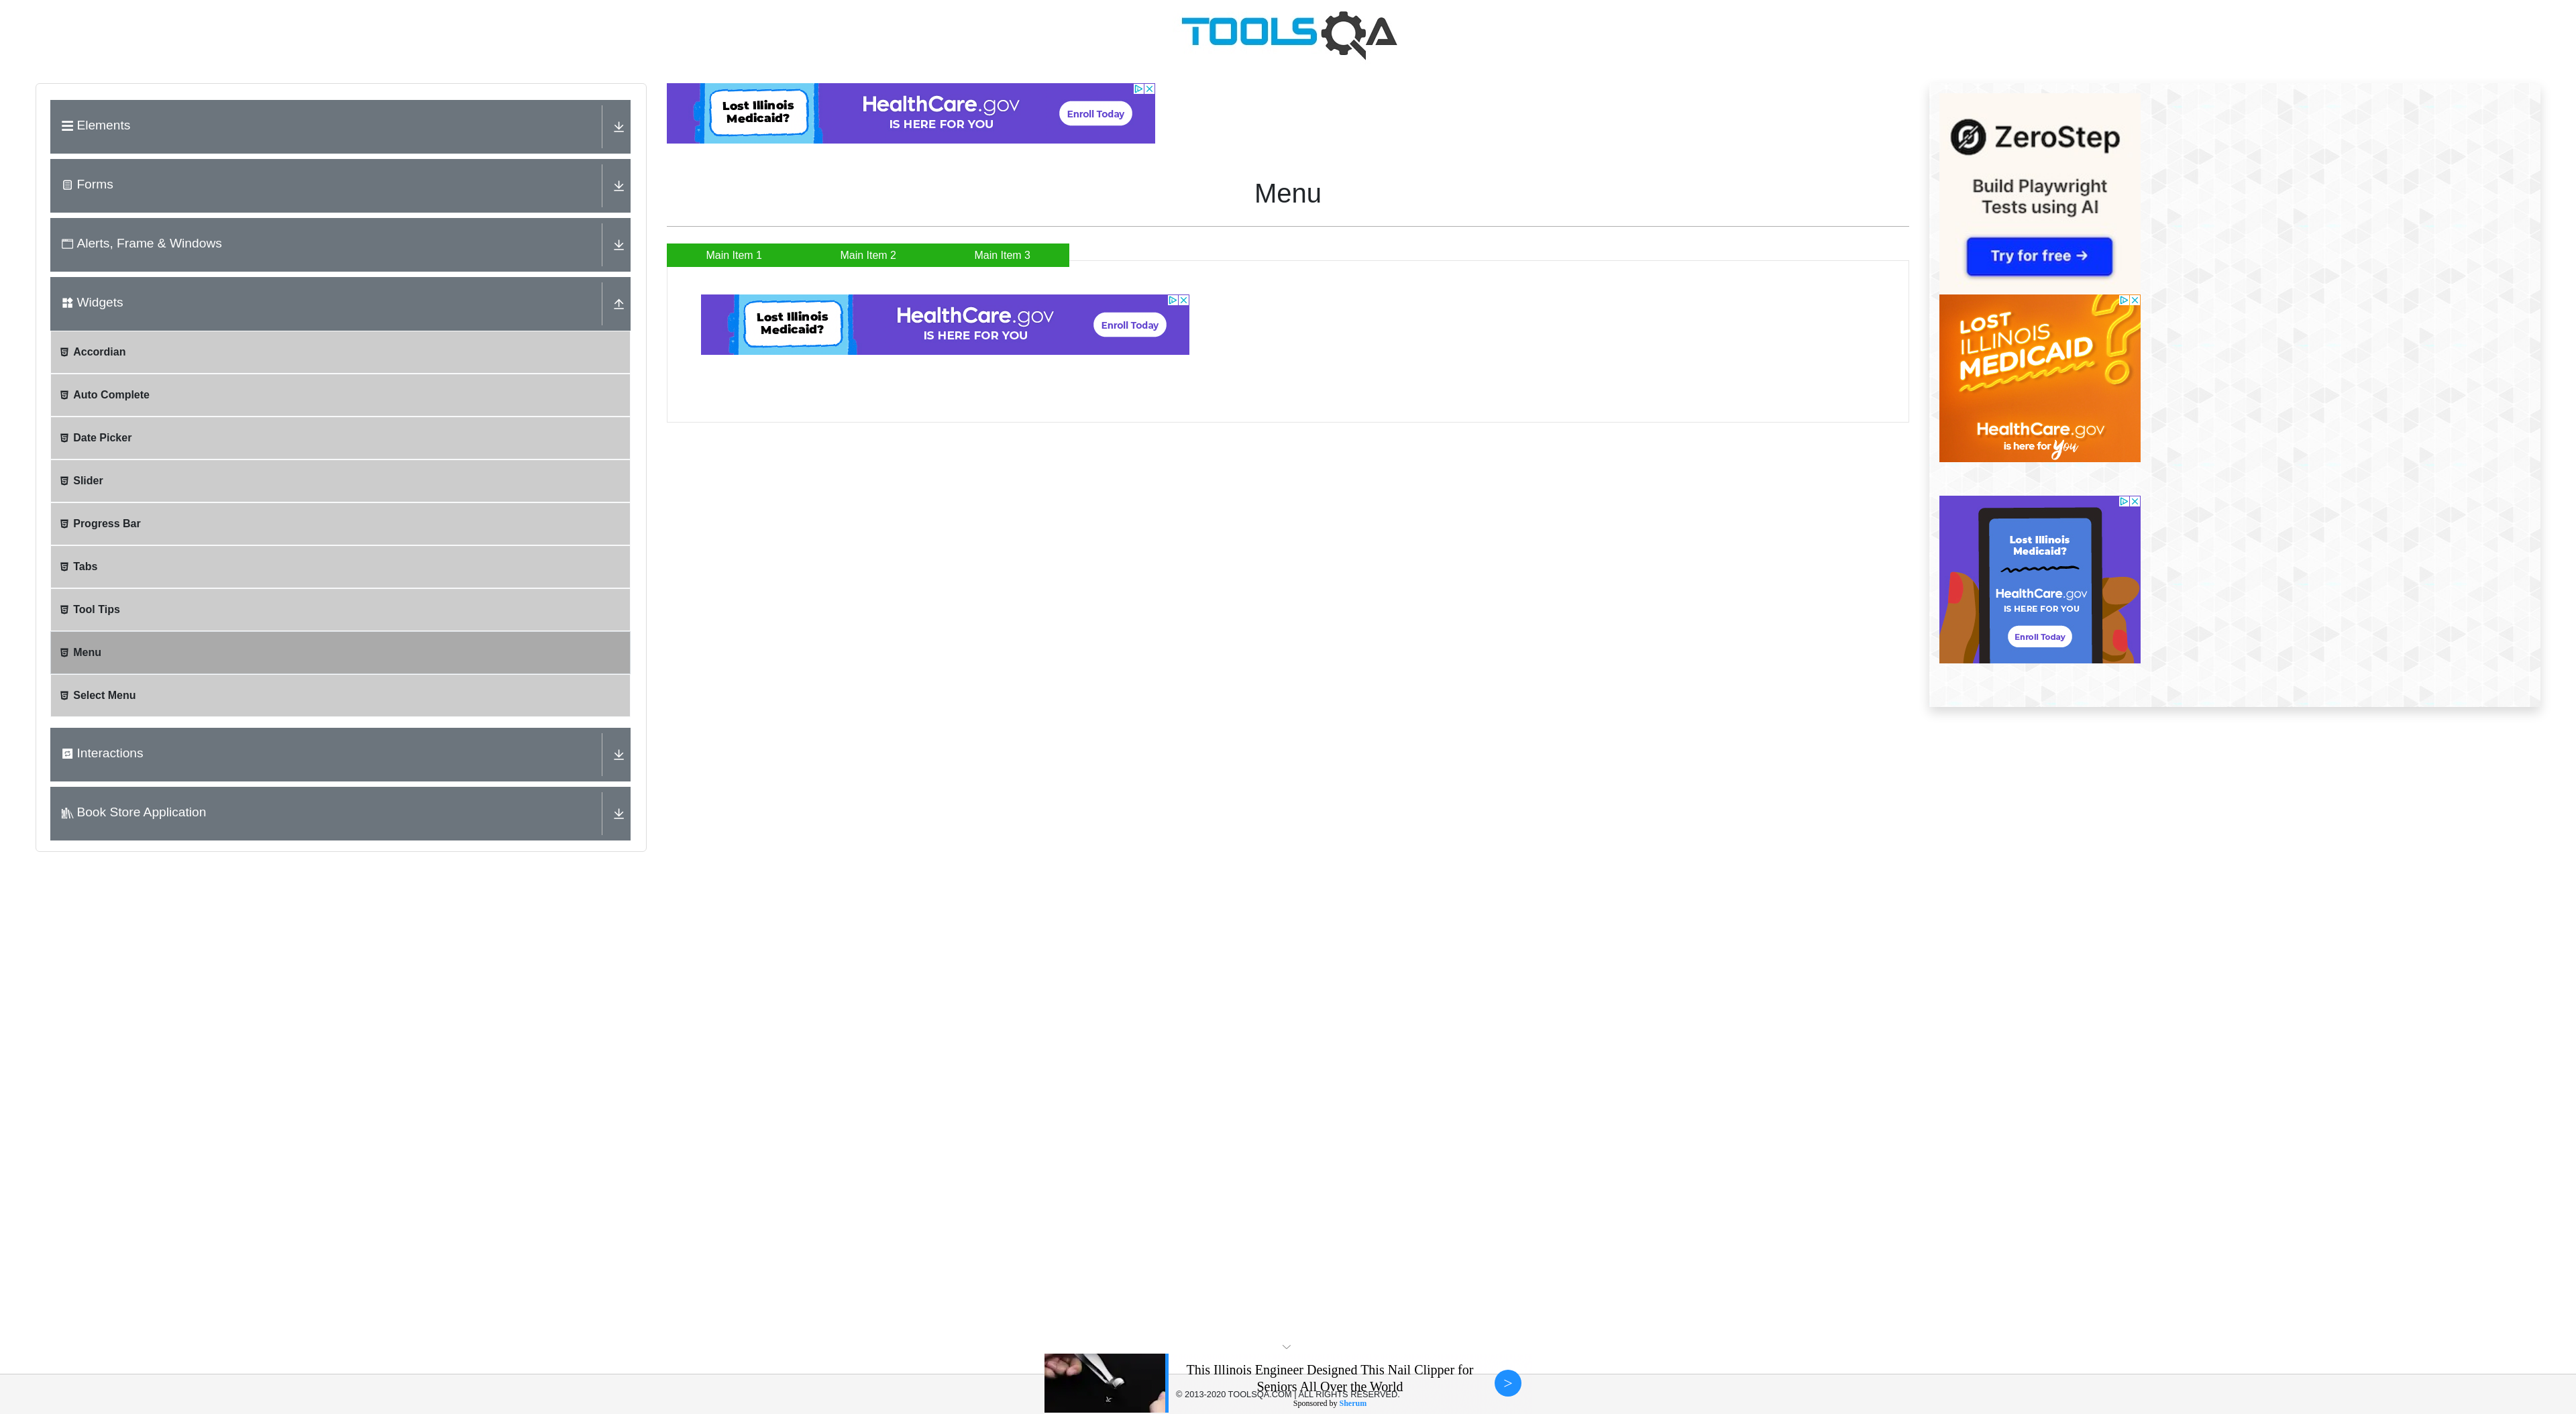 TOOLSQA
Elements
Forms
Alerts, Frame & Windows
Widgets
Accordian
Auto Complete
Date Picker
Slider
Progress Bar
Tabs
Tool Tips
Menu
Select Menu
Interactions
Book Store Application
Lost Illinois
Medicaid?
HealthCare.gov
IS HERE FOR YOU
Enroll Today
Menu
Main Item 1
Main Item 2
Main Item 3
Lost Illinois
Medicaid?
HealthCare.gov
IS HERE FOR YOU
Enroll Today
ZeroStep
Build Playwright
Tests using AI
Try for free →
LOST
ILLINOIS
MEDICAID
?
HealthCare.gov
is here for you
Lost Illinois
Medicaid?
HealthCare.gov
IS HERE FOR YOU
Enroll Today
This Illinois Engineer Designed This Nail Clipper for
Seniors All Over the World
© 2013-2020 TOOLSQA.COM | ALL RIGHTS RESERVED.
Sponsored by Sherum
>